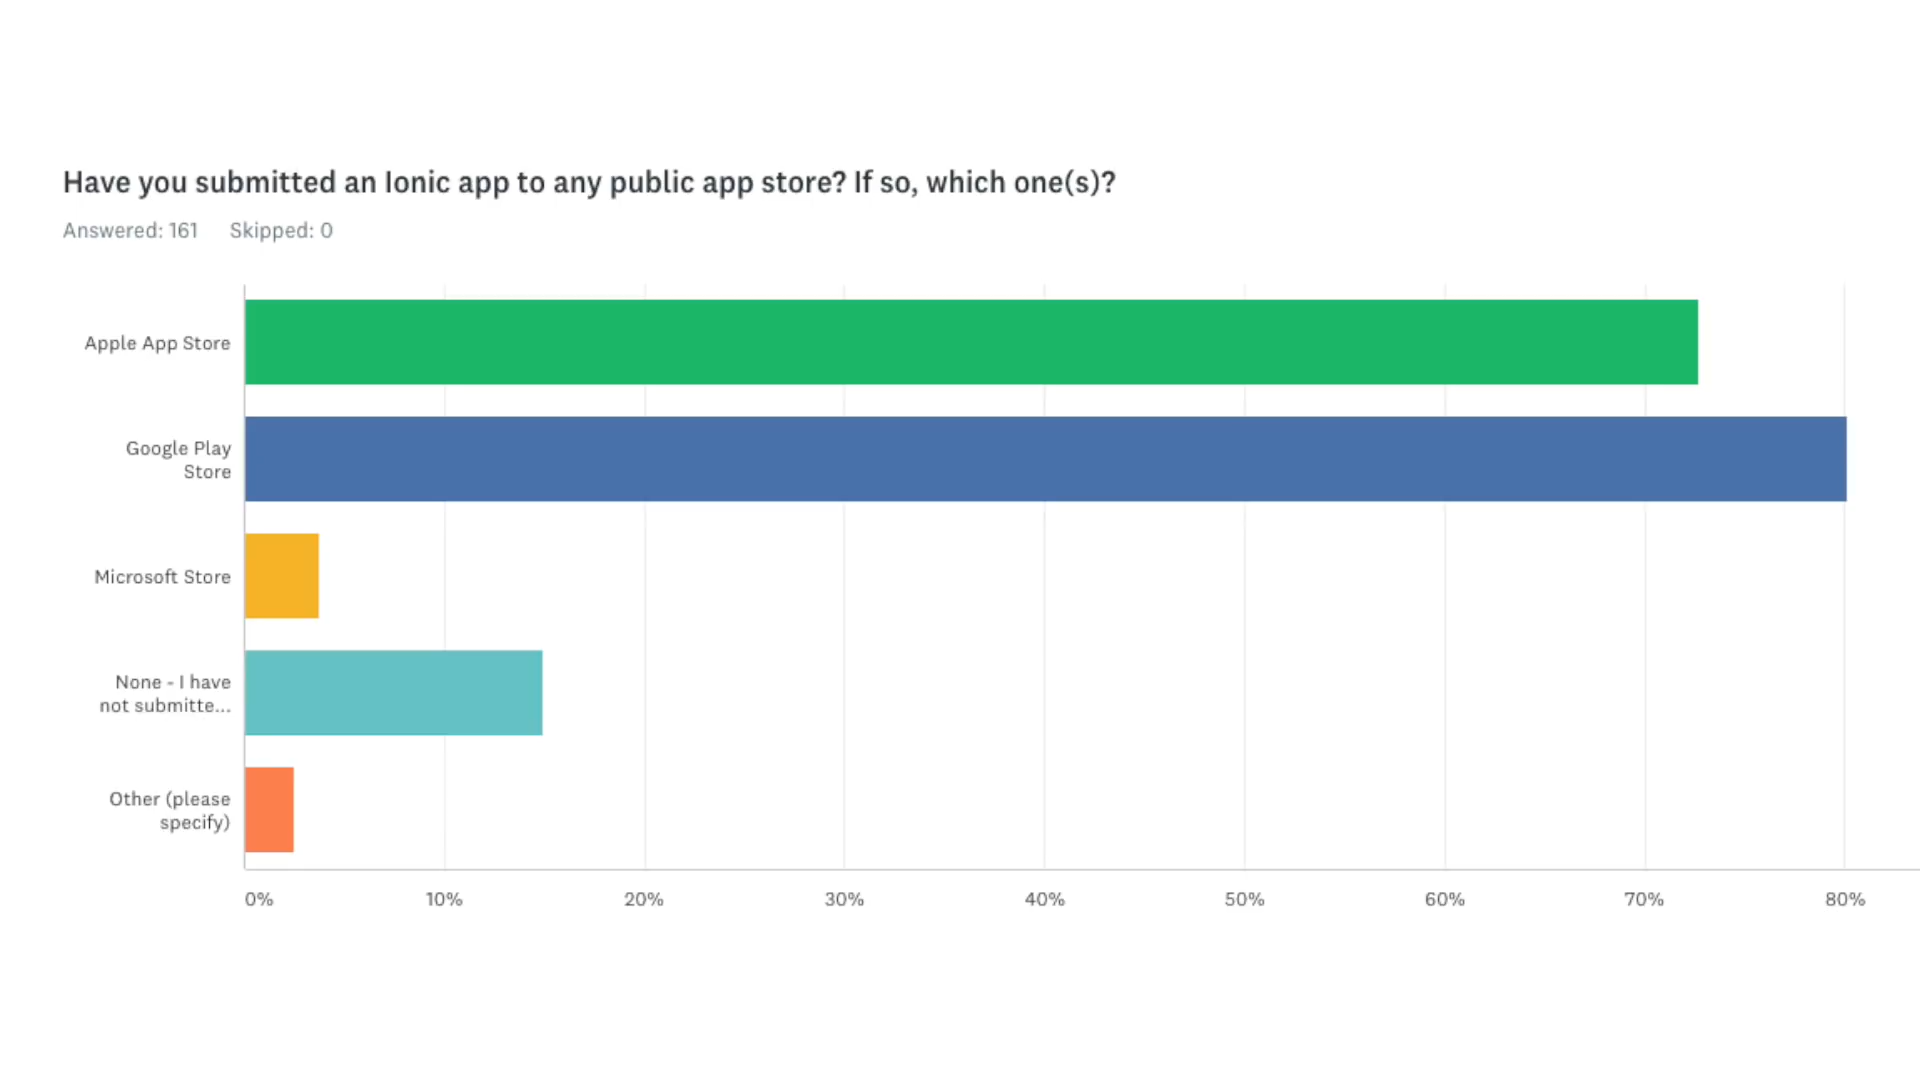 Have you submitted an Ionic app to any public app store? If so, which one(s)?
Answered: 161 Skipped: 0
Apple App Store
Google Play
Store
Microsoft Store
None - I have
not submitte...
Other (please
specify)
0% 10% 20% 30% 40% 50% 60% 70% 80%